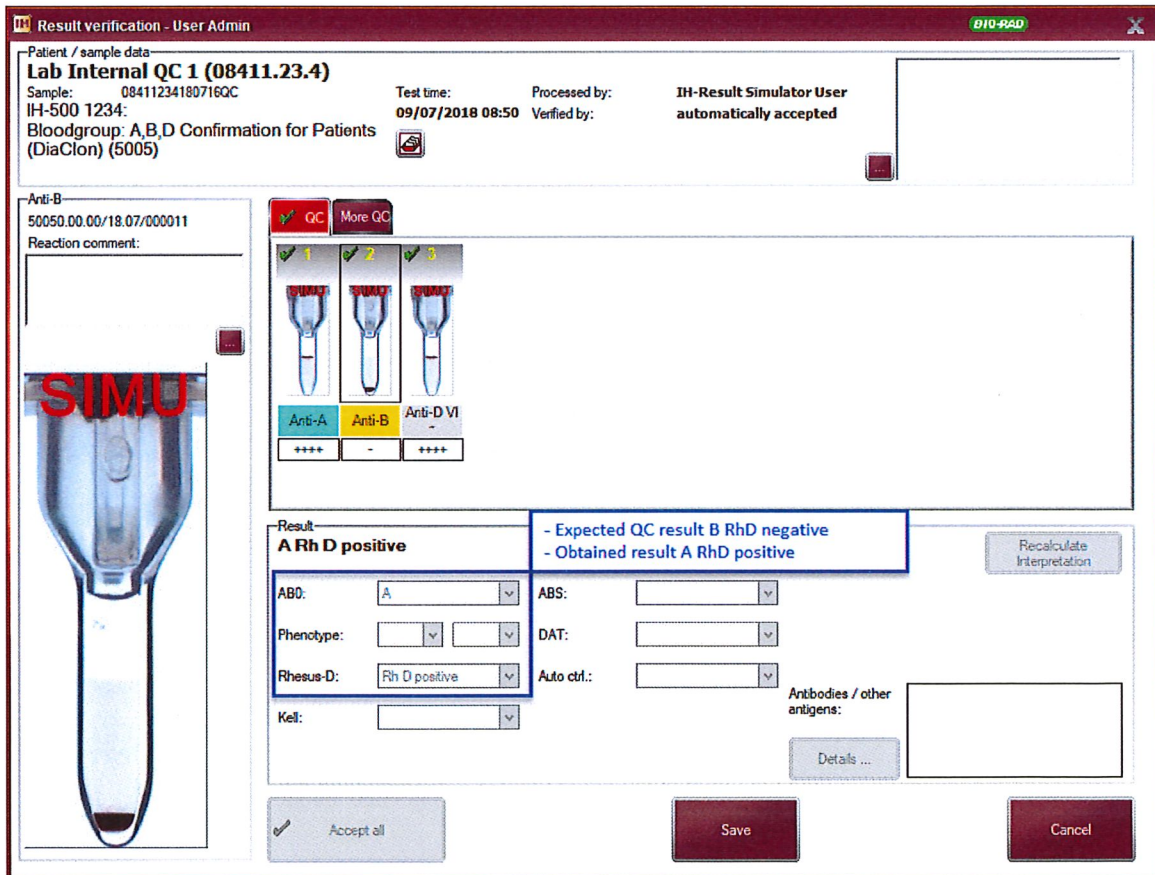 Result verification - User Admin
BIO-RAD
X
Patient / sample data
Lab Internal QC 1 (08411.23.4)
Sample: 08411234180716QC
Test time:
Processed by:
IH-Result Simulator User
IH-500 1234:
09/07/2018 08:50
Verified by:
automatically accepted
Bloodgroup: A,B,D Confirmation for Patients
(DiaClon) (5005)
...
Anti-B
50050.00.00/18.07/000011
Reaction comment:
...
SIMU
QC
More QC
1
2
3
SIMU
SIMU
SIMU
Anti-A
Anti-B
Anti-D VI
-
++++
-
++++
Result
A Rh D positive
- Expected QC result B RhD negative
- Obtained result A RhD positive
Recalculate
Interpretation
AB0:
A
ABS:
Phenotype:
DAT:
Rhesus-D:
Rh D positive
Auto ctrl.:
Kell:
Antibodies / other
antigens:
Details ...
Accept all
Save
Cancel